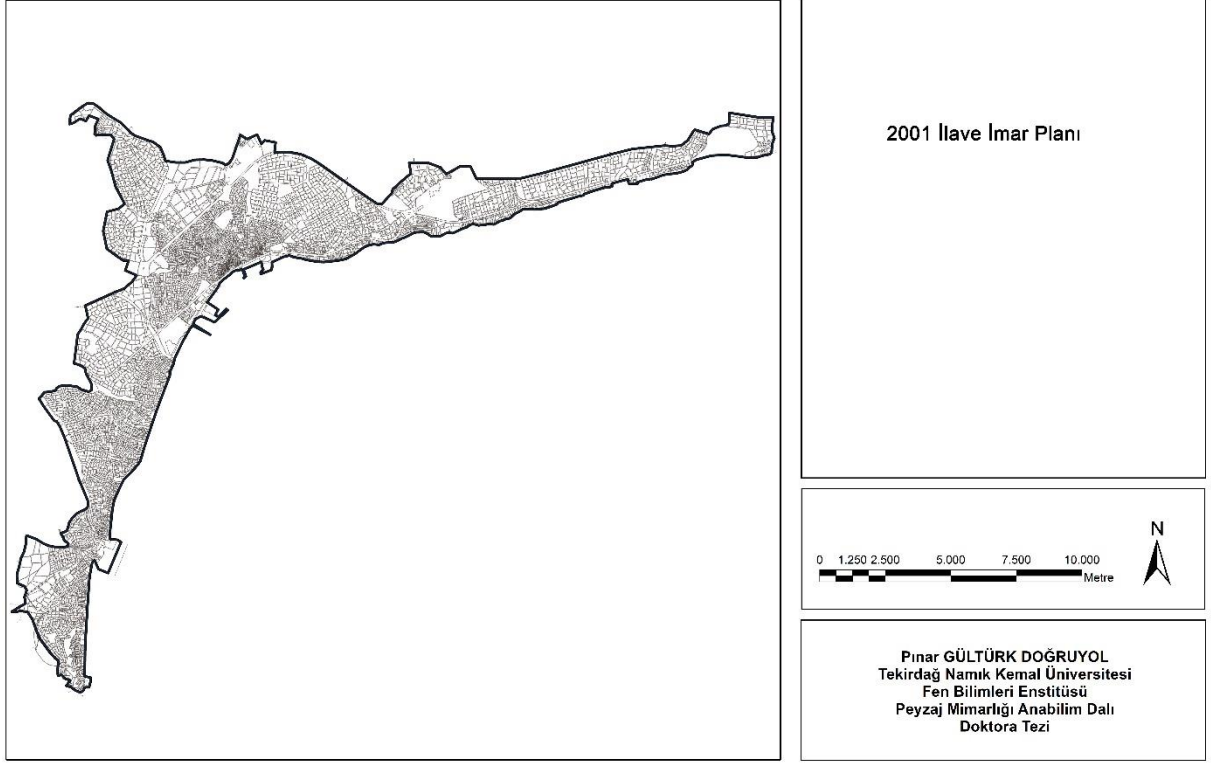 2001 İlave İmar Planı
N
0 1.250 2.500 5.000 7.500 10.000
Metre
Pınar GÜLTÜRK DOĞRUYOL
Tekirdağ Namık Kemal Üniversitesi
Fen Bilimleri Enstitüsü
Peyzaj Mimarlığı Anabilim Dalı
Doktora Tezi